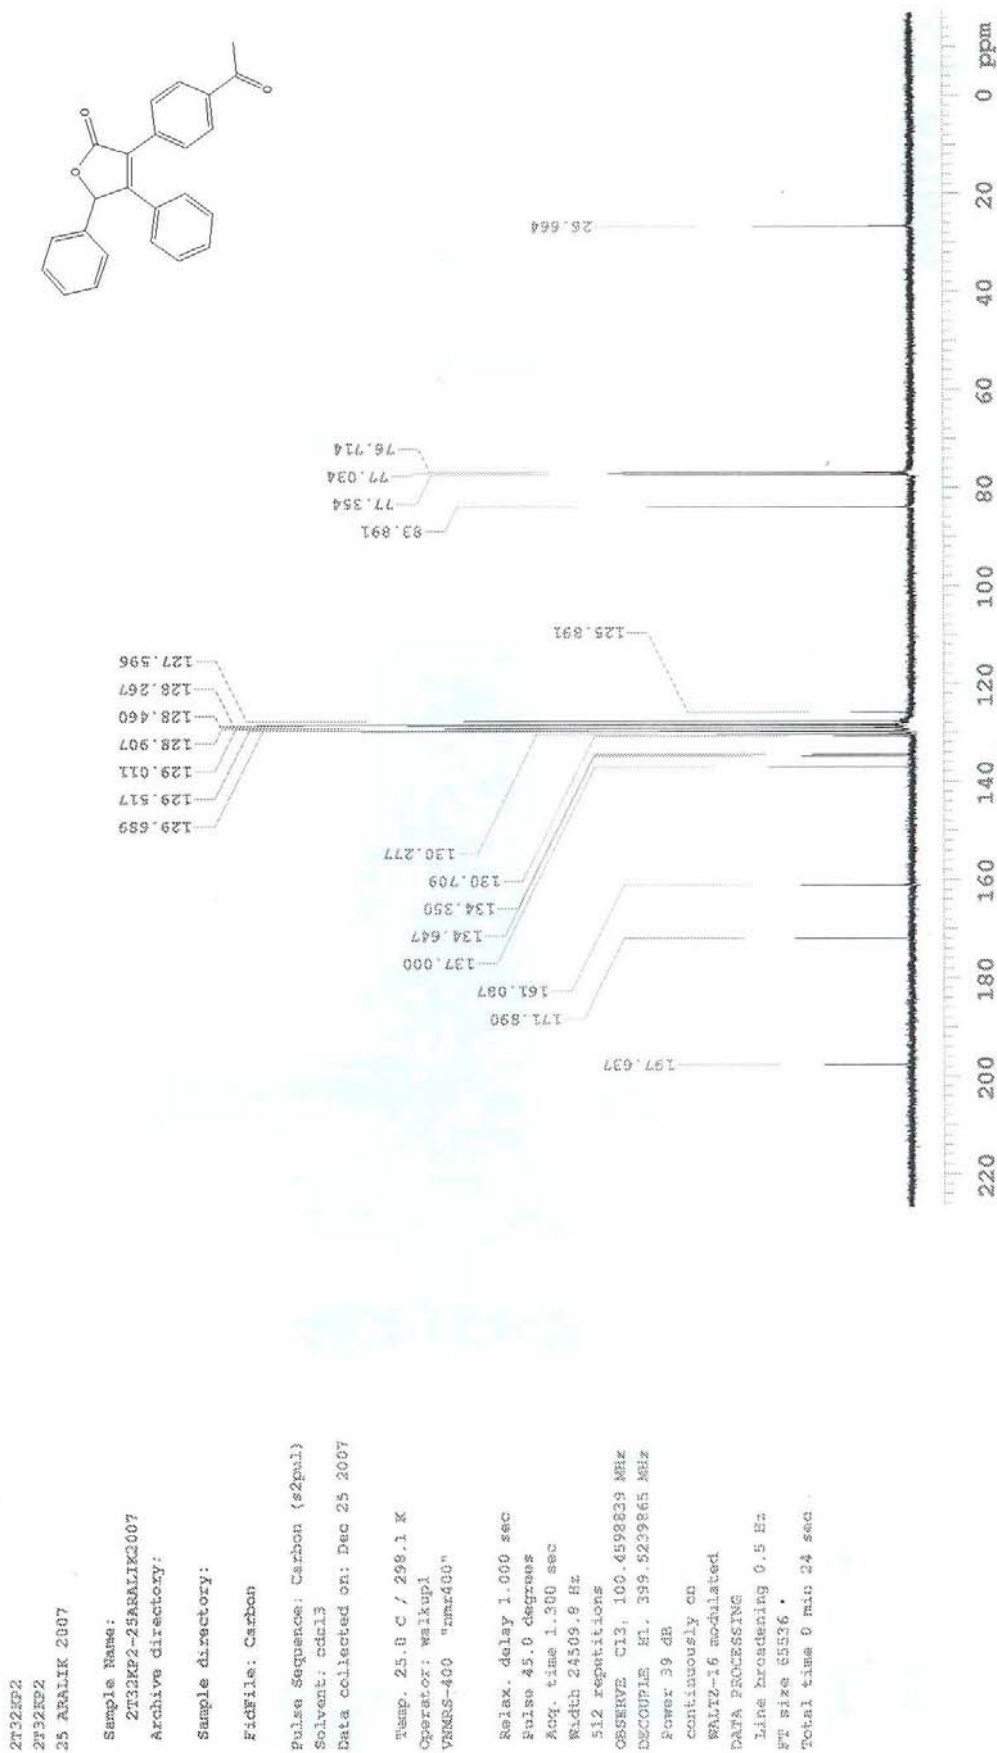 2T32KP2
2T32KP2
25 ARALIK 2007
Sample Name:
2T32KP2-25ARALIK2007
Archive directory:
Sample directory:
FidFile: Carbon
Pulse Sequence: Carbon (s2pul)
Solvent: cdcl3
Data collected on: Dec 25 2007
Temp. 25.0 C / 298.1 K
Operator: walkup1
VNMRS-400 "nmr400"
Relax. delay 1.000 sec
Pulse 45.0 degrees
Acq. time 1.300 sec
Width 24509.8 Hz
512 repetitions
OBSERVE C13, 100.4598839 MHz
DECOUPLE H1, 399.5239865 MHz
Power 39 dB
continuously on
WALTZ-16 modulated
DATA PROCESSING
Line broadening 0.5 Hz
FT size 65536
Total time 0 min 24 sec
O
O
O
197.637
171.890
161.087
137.000
134.647
134.350
130.709
130.277
129.689
129.517
129.011
128.907
128.460
128.267
127.596
125.891
83.891
77.354
77.034
76.714
26.664
220 200 180 160 140 120 100 80 60 40 20 0 ppm